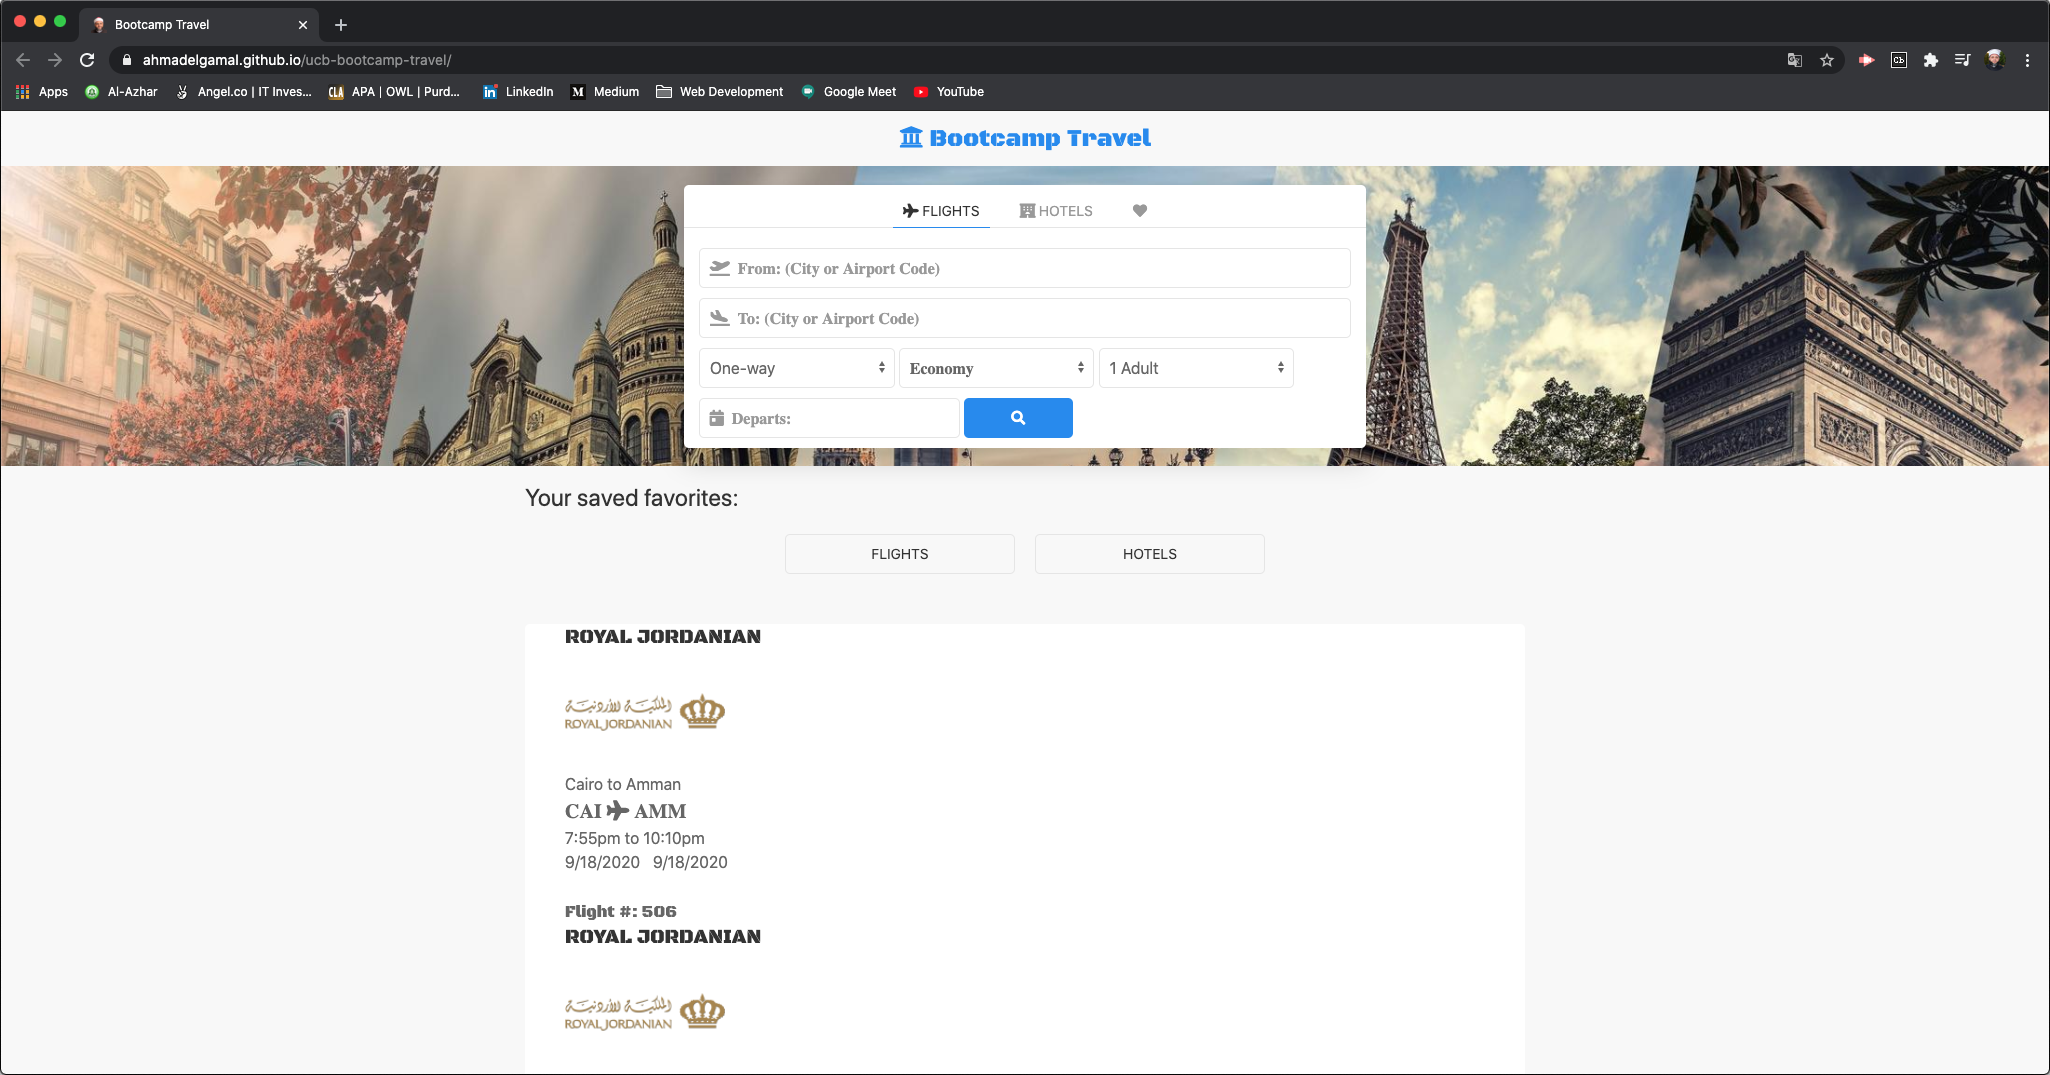 Bootcamp Travel
ahmadelgamal.github.io/ucb-bootcamp-travel/
Apps Al-Azhar Angel.co | IT Inves... CLA APA | OWL | Purd... in LinkedIn M Medium Web Development Google Meet YouTube
Bootcamp Travel
FLIGHTS HOTELS
From: (City or Airport Code)
To: (City or Airport Code)
One-way Economy 1 Adult
Departs:
Your saved favorites:
FLIGHTS HOTELS
ROYAL JORDANIAN
الملكية الأردنية
ROYAL JORDANIAN
Cairo to Amman
CAI AMM
7:55pm to 10:10pm
9/18/2020 9/18/2020
Flight #: 506
ROYAL JORDANIAN
الملكية الأردنية
ROYAL JORDANIAN